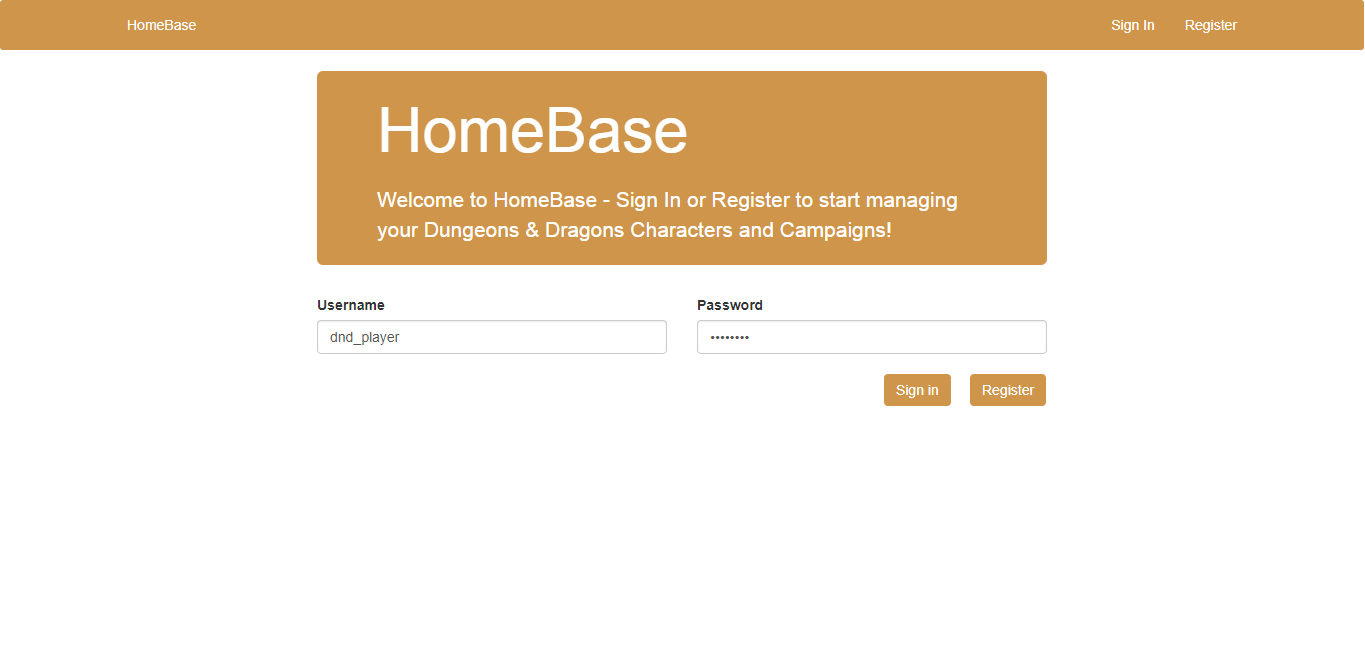 HomeBase
Sign In
Register
HomeBase
Welcome to HomeBase - Sign In or Register to start managing
your Dungeons & Dragons Characters and Campaigns!
Username
Password
dnd_player
••••••••
Sign in
Register